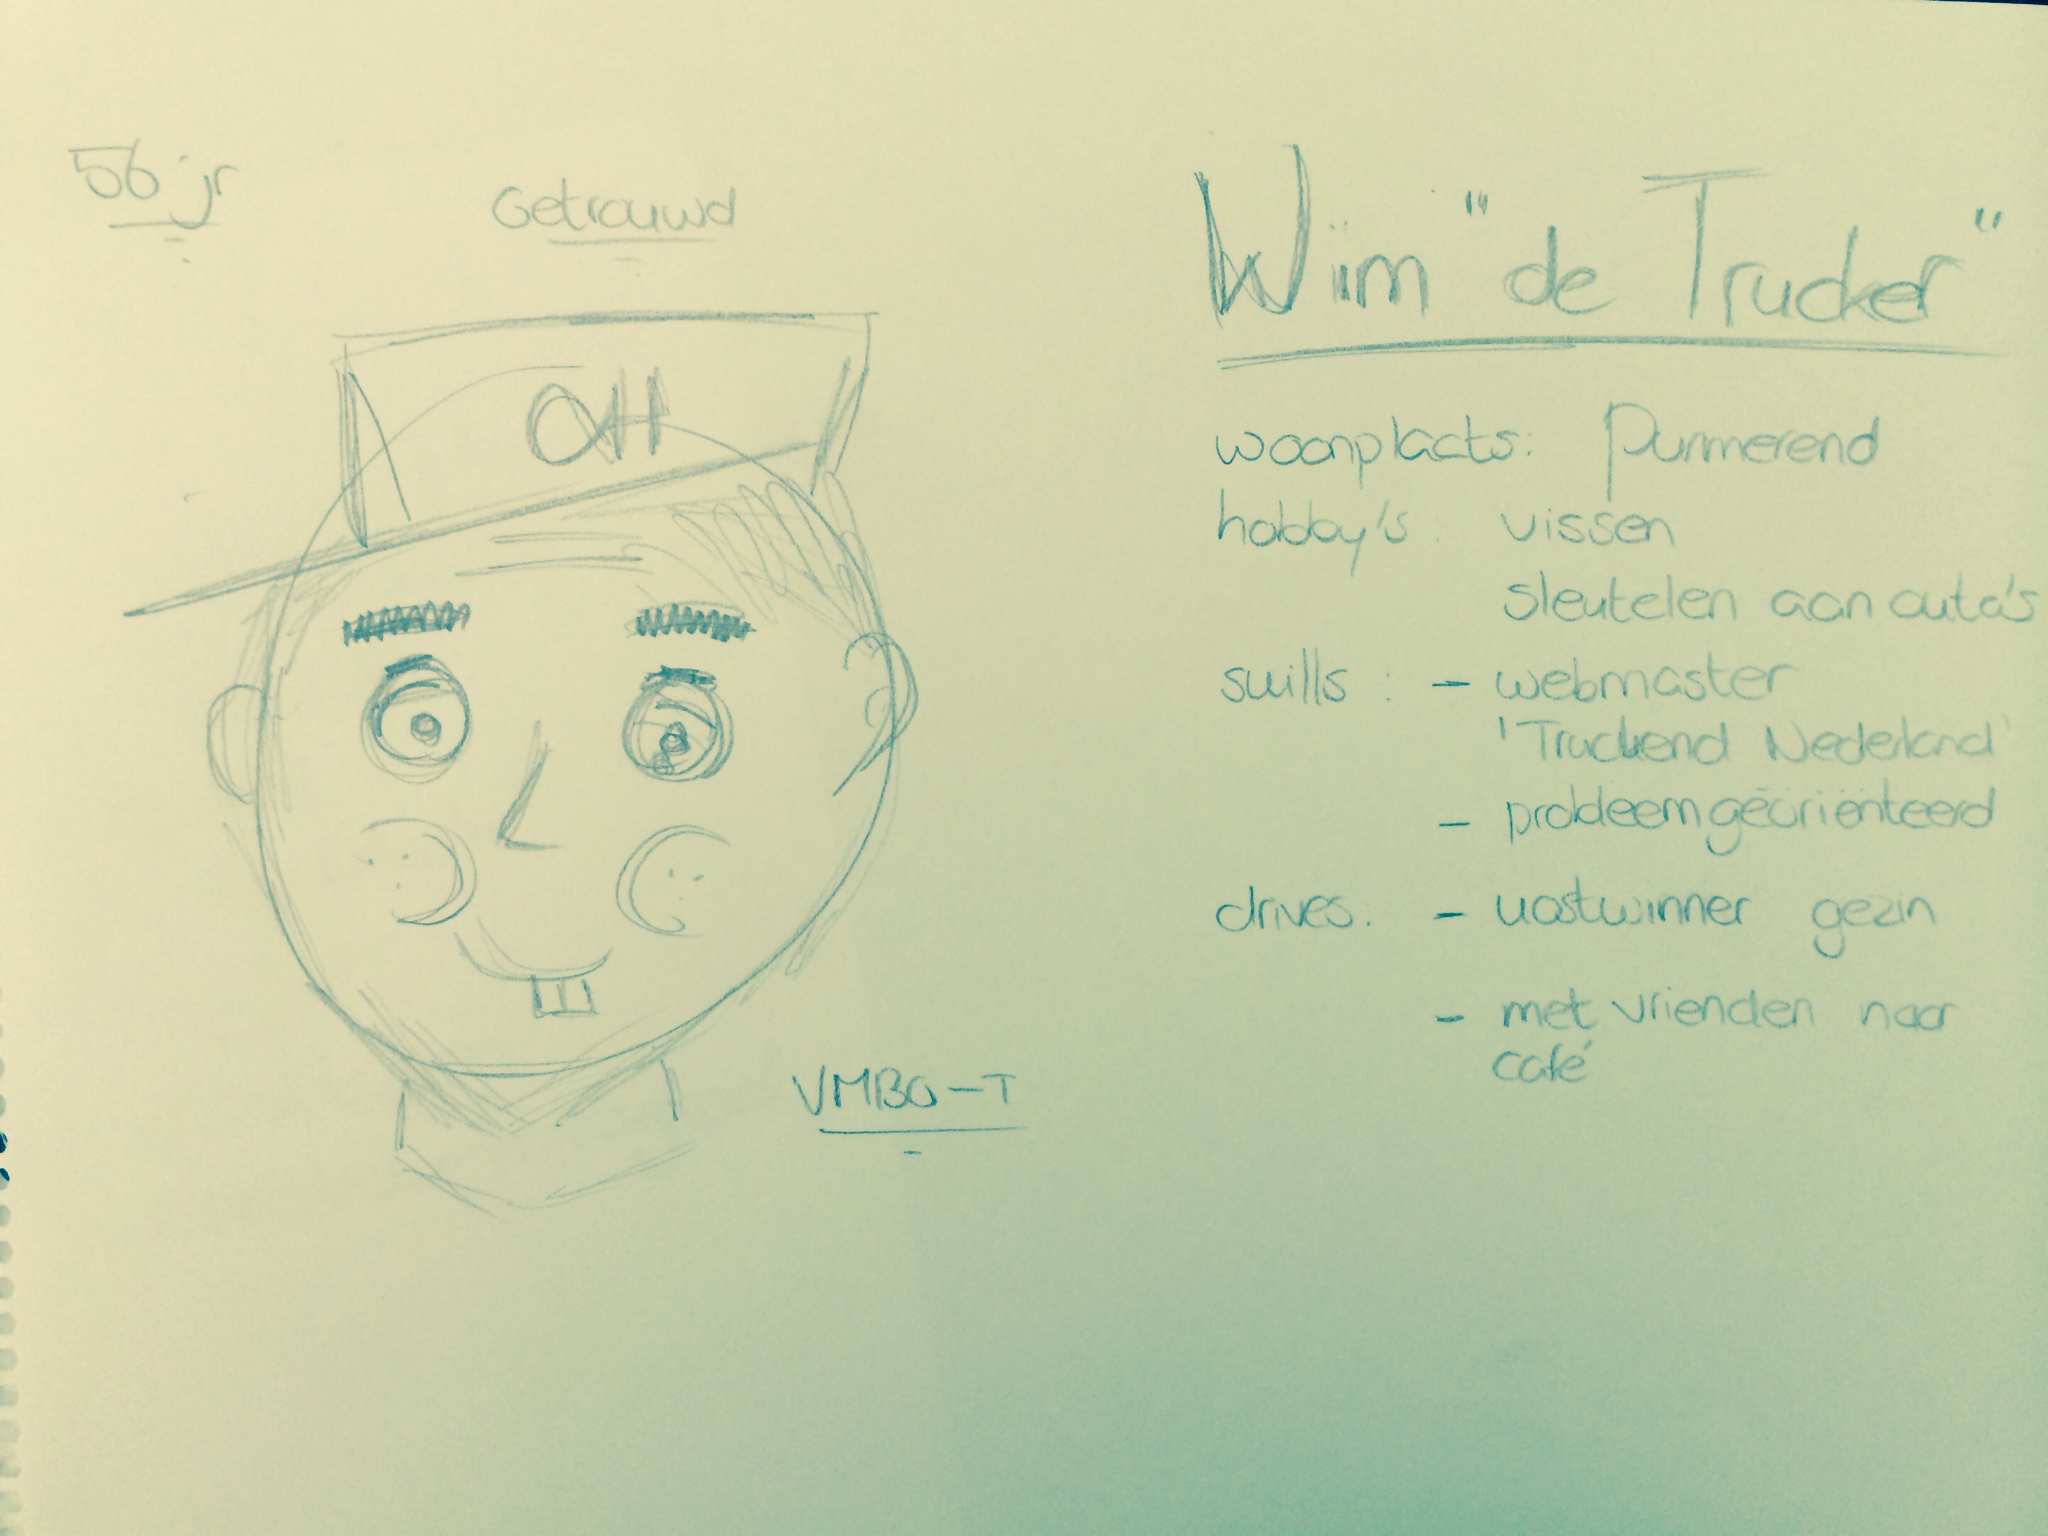 56 jr
Getrouwd
Wim "de Trucker"
AH
woonplaats: Purmerend
hobby's: vissen
sleutelen aan auto's
skills: - webmaster
'Truckend Nederland'
- probleemgeoriënteerd
drives: - kostwinner gezin
- met vrienden naar
café
VMBO-T